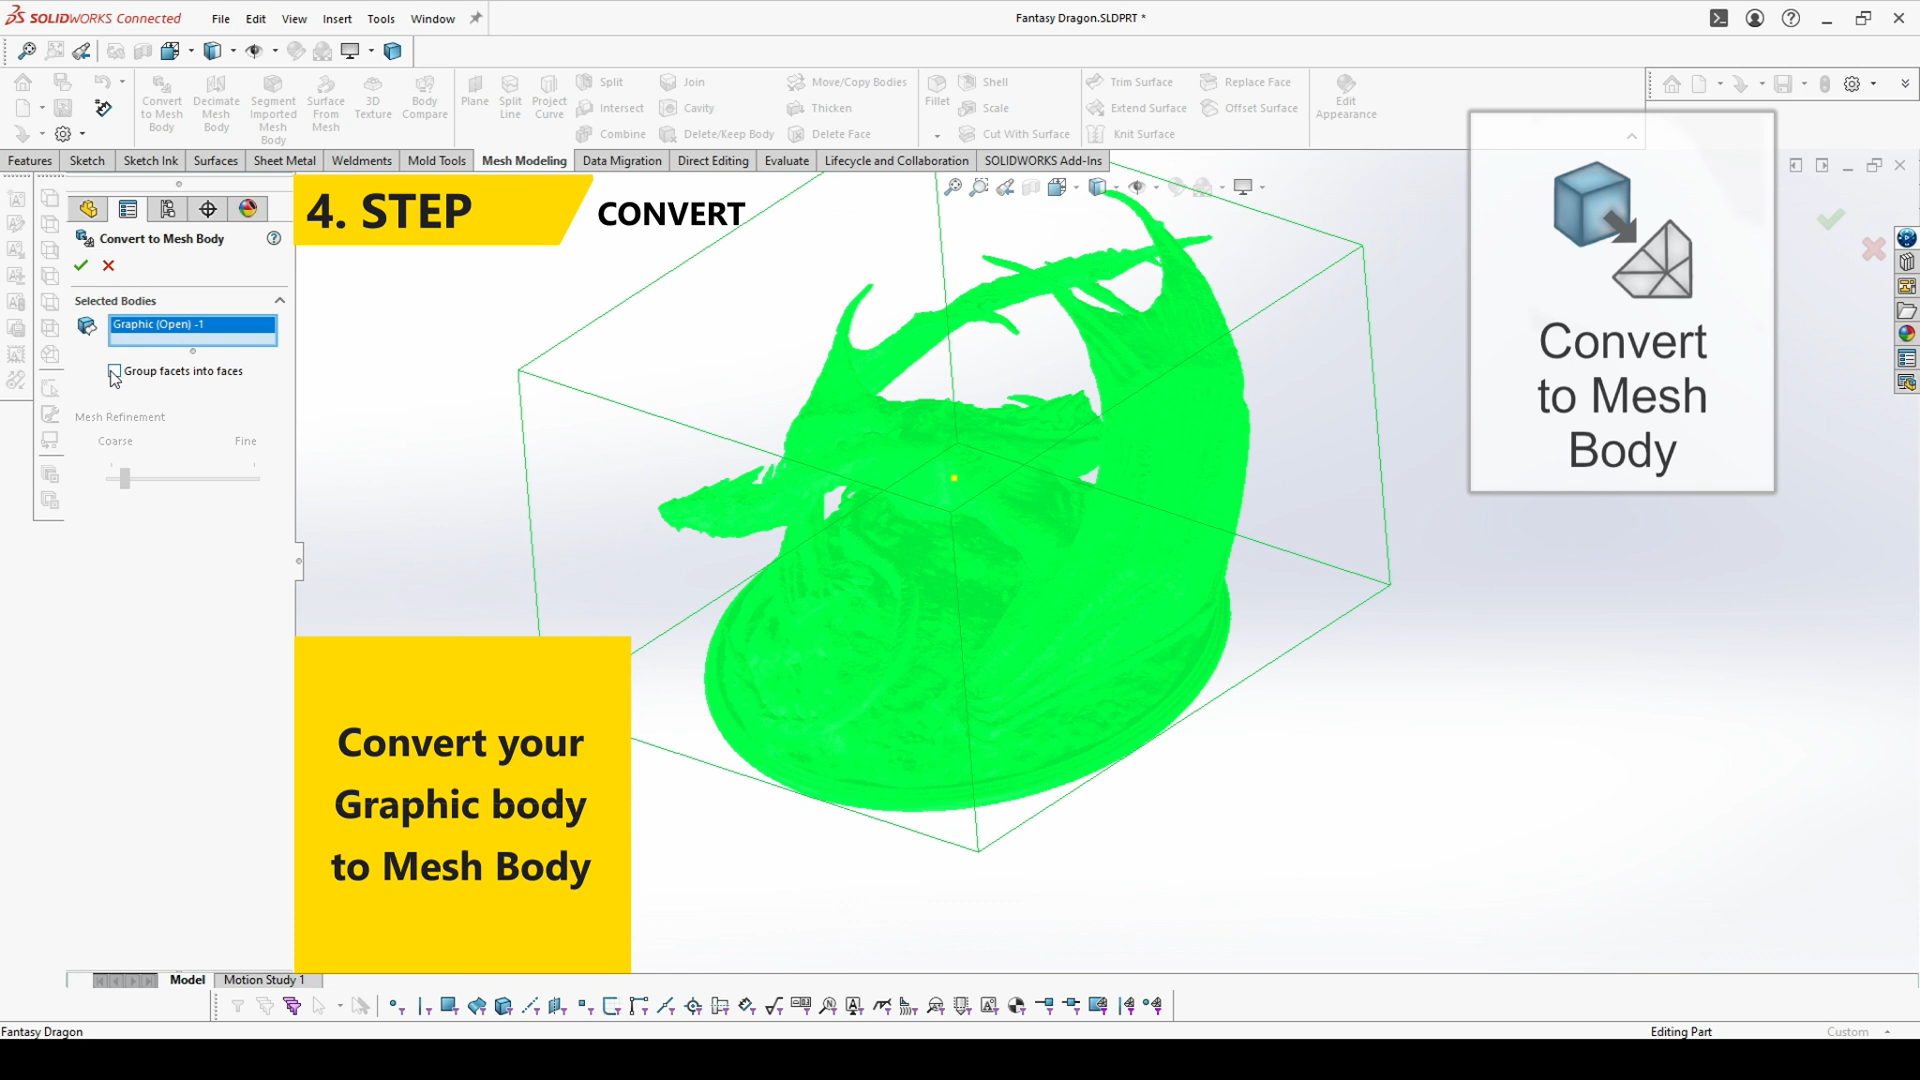 SOLIDWORKS Connected
File Edit View Insert Tools Window
Fantasy Dragon.SLDPRT *
Convert to Mesh Body
Decimate Mesh Body
Segment Imported Mesh Body
Surface From Mesh
3D Texture
Body Compare
Plane
Split Line
Project Curve
Split
Intersect
Combine
Join
Cavity
Delete/Keep Body
Move/Copy Bodies
Thicken
Delete Face
Fillet
Shell
Scale
Cut With Surface
Trim Surface
Extend Surface
Knit Surface
Replace Face
Offset Surface
Edit Appearance
Features Sketch Sketch Ink Surfaces Sheet Metal Weldments Mold Tools Mesh Modeling Data Migration Direct Editing Evaluate Lifecycle and Collaboration SOLIDWORKS Add-Ins
4. STEP
CONVERT
Convert to Mesh Body
Selected Bodies
Graphic (Open) -1
Group facets into faces
Mesh Refinement
Coarse Fine
Convert
to Mesh
Body
Convert your
Graphic body
to Mesh Body
Model Motion Study 1
Fantasy Dragon
Editing Part
Custom